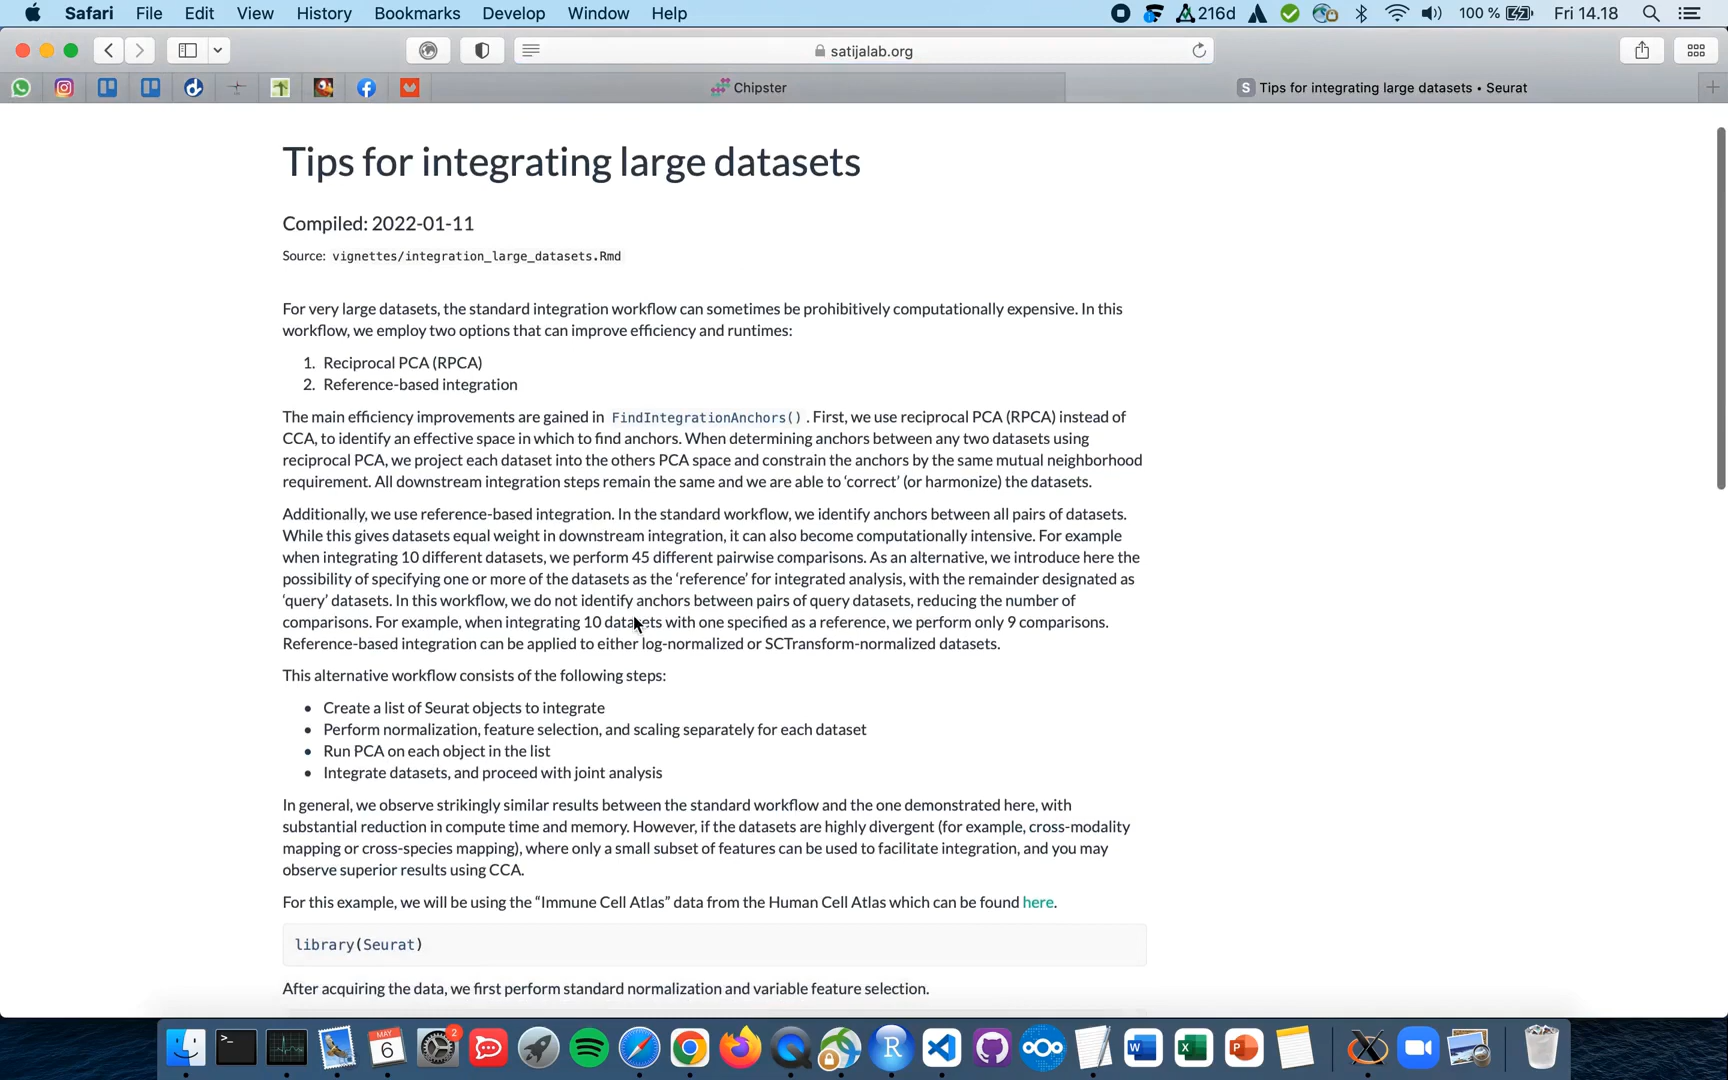 Safari File Edit View History Bookmarks Develop Window Help 216d 100 % Fri 14.18
satijalab.org
Chipster
S Tips for integrating large datasets • Seurat
Tips for integrating large datasets
Compiled: 2022-01-11
Source: vignettes/integration_large_datasets.Rmd
For very large datasets, the standard integration workflow can sometimes be prohibitively computationally expensive. In this
workflow, we employ two options that can improve efficiency and runtimes:
1. Reciprocal PCA (RPCA)
2. Reference-based integration
The main efficiency improvements are gained in FindIntegrationAnchors() . First, we use reciprocal PCA (RPCA) instead of
CCA, to identify an effective space in which to find anchors. When determining anchors between any two datasets using
reciprocal PCA, we project each dataset into the others PCA space and constrain the anchors by the same mutual neighborhood
requirement. All downstream integration steps remain the same and we are able to ‘correct’ (or harmonize) the datasets.
Additionally, we use reference-based integration. In the standard workflow, we identify anchors between all pairs of datasets.
While this gives datasets equal weight in downstream integration, it can also become computationally intensive. For example
when integrating 10 different datasets, we perform 45 different pairwise comparisons. As an alternative, we introduce here the
possibility of specifying one or more of the datasets as the ‘reference’ for integrated analysis, with the remainder designated as
‘query’ datasets. In this workflow, we do not identify anchors between pairs of query datasets, reducing the number of
comparisons. For example, when integrating 10 datasets with one specified as a reference, we perform only 9 comparisons.
Reference-based integration can be applied to either log-normalized or SCTransform-normalized datasets.
This alternative workflow consists of the following steps:
• Create a list of Seurat objects to integrate
• Perform normalization, feature selection, and scaling separately for each dataset
• Run PCA on each object in the list
• Integrate datasets, and proceed with joint analysis
In general, we observe strikingly similar results between the standard workflow and the one demonstrated here, with
substantial reduction in compute time and memory. However, if the datasets are highly divergent (for example, cross-modality
mapping or cross-species mapping), where only a small subset of features can be used to facilitate integration, and you may
observe superior results using CCA.
For this example, we will be using the “Immune Cell Atlas” data from the Human Cell Atlas which can be found here.
library(Seurat)
After acquiring the data, we first perform standard normalization and variable feature selection.
MAY
6
2
R
W
X
P